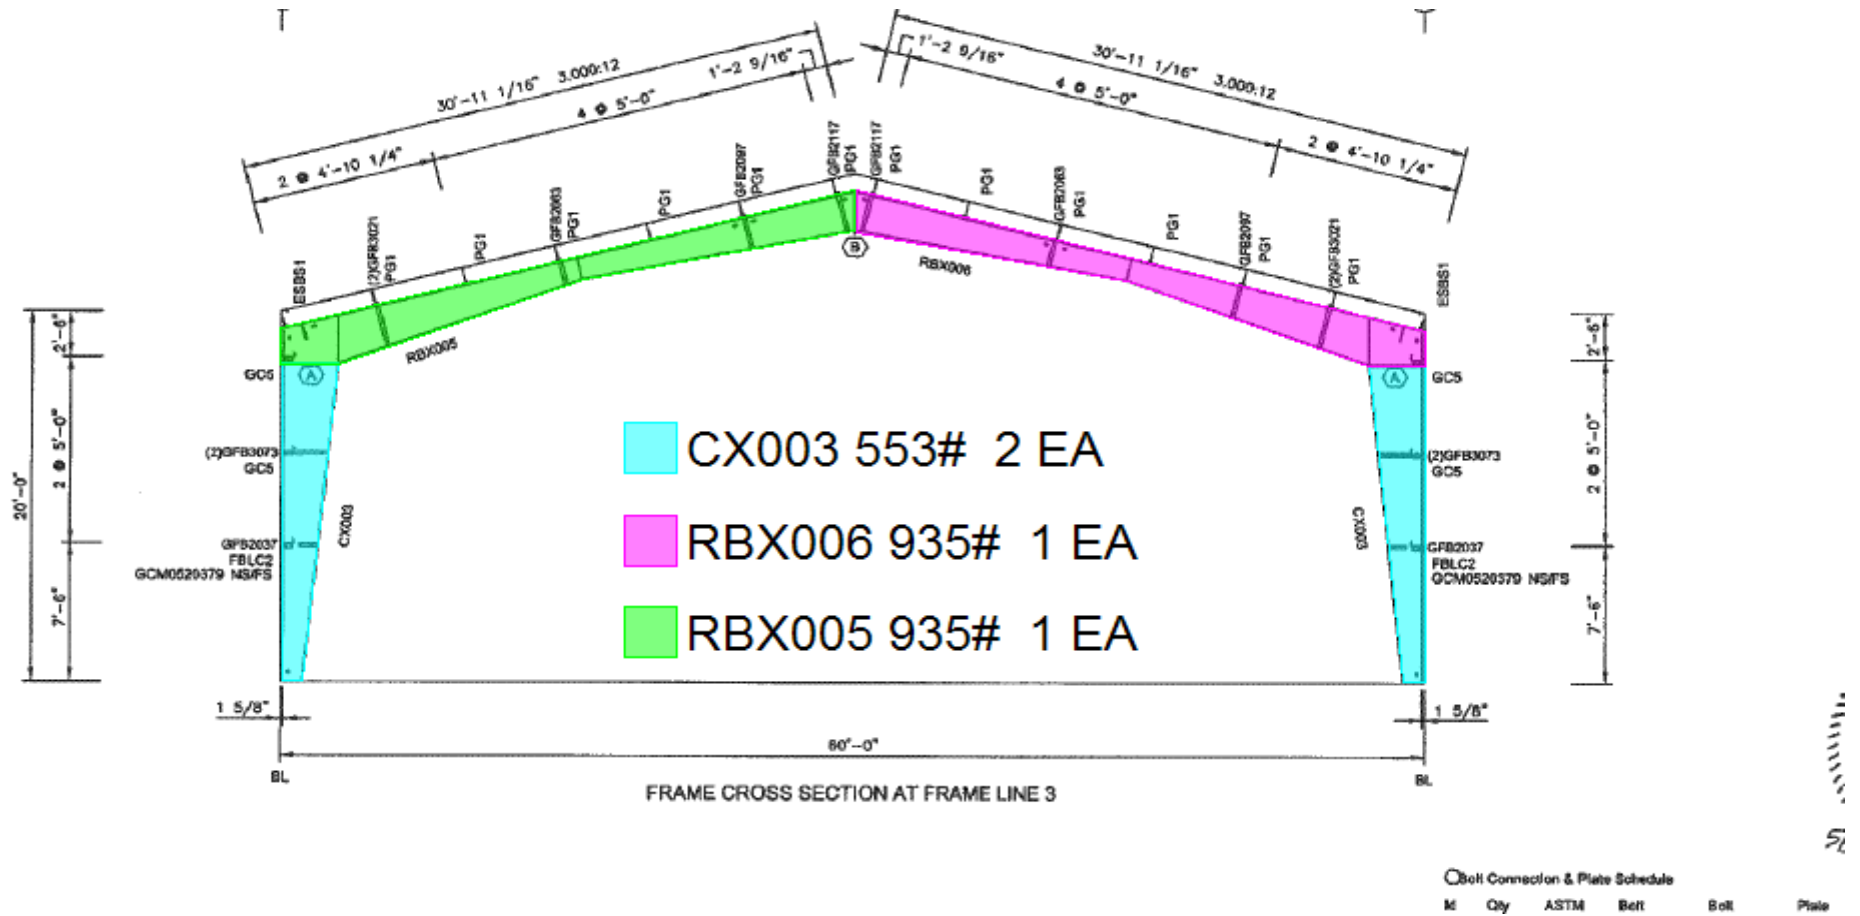 30'-11 1/16" 3.000:12
1'-2 9/16"
4 @ 5'-0"
2 @ 4'-10 1/4"
1'-2 9/16"
30'-11 1/16" 3.000:12
4 @ 5'-0"
2 @ 4'-10 1/4"
ESBS1
(2)GFB3021
PG1
PG1
GFB2063
PG1
PG1
GFB2097
PG1
GFB2117
PG1
GFB2117
PG1
PG1
GFB2063
PG1
PG1
GFB2097
PG1
(2)GFB3021
PG1
ESBS1
B
RBX005
RBX006
2'-6"
2'-6"
GC5
A
A
GC5
20'-0"
2 @ 5'-0"
2 @ 5'-0"
(2)GFB3073
GC5
(2)GFB3073
GC5
CX003 553# 2 EA
RBX006 935# 1 EA
RBX005 935# 1 EA
CX003
CX003
GFB2037
FBLC2
GCM0520379 NS/FS
GFB2037
FBLC2
GCM0520379 NS/FS
7'-6"
7'-6"
1 5/8"
1 5/8"
60'-0"
BL
BL
FRAME CROSS SECTION AT FRAME LINE 3
Bolt Connection & Plate Schedule
Id Qty ASTM Bolt Bolt Plate